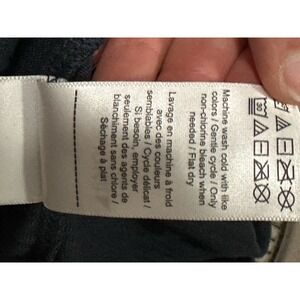 30
Machine wash cold with like
colors / Gentle cycle / Only
non-chlorine bleach when
needed / Flat dry
Lavage en machine à froid
avec des couleurs
semblables / Cycle délicat /
Si besoin, employer
seulement des agents de
blanchiment sans chlore /
Séchage à plat